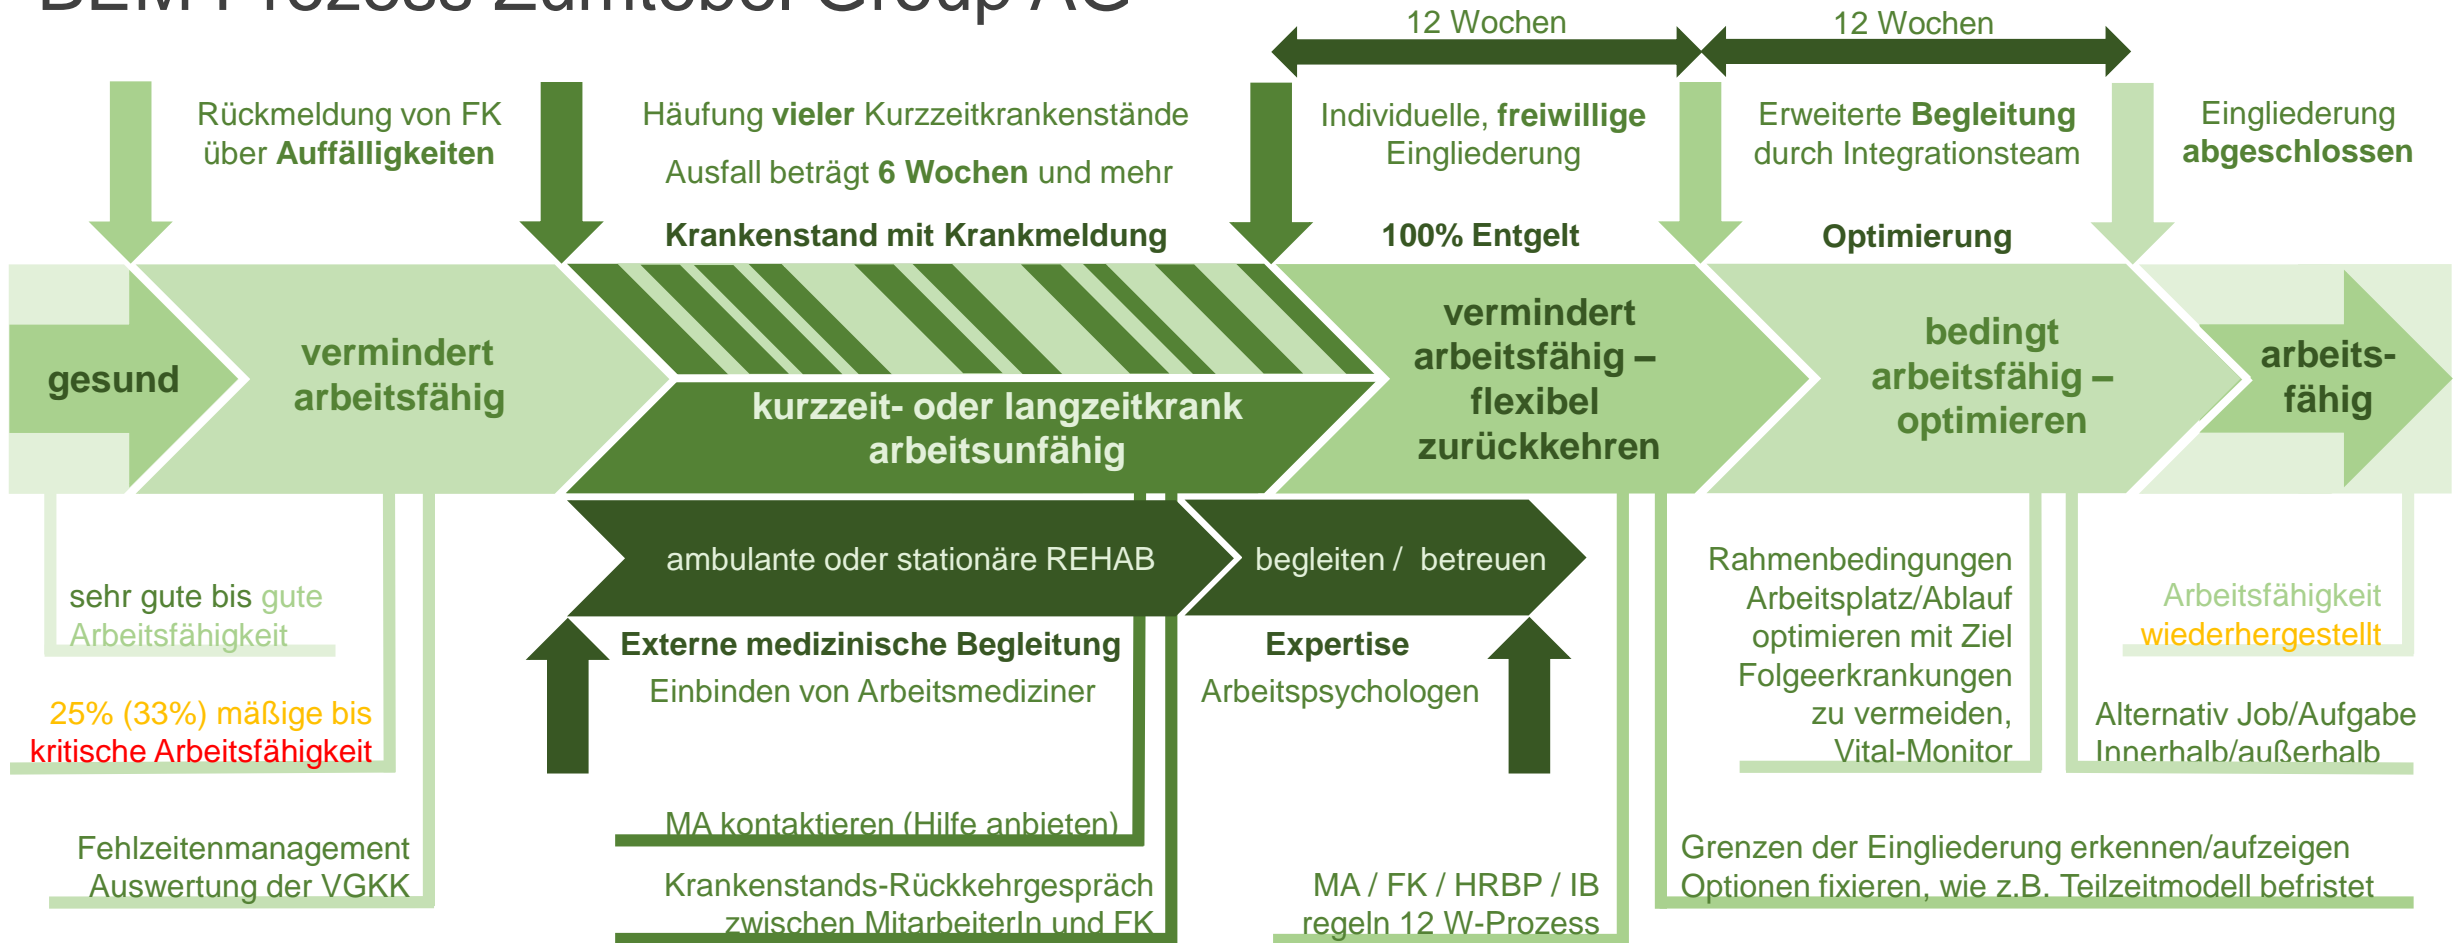 BEM Prozess Zumtobel Group AG
12 Wochen
12 Wochen
Rückmeldung von FK
über Auffälligkeiten
Häufung vieler Kurzzeitkrankenstände
Ausfall beträgt 6 Wochen und mehr
Krankenstand mit Krankmeldung
Individuelle, freiwillige
Eingliederung
100% Entgelt
Erweiterte Begleitung
durch Integrationsteam
Optimierung
Eingliederung
abgeschlossen
gesund
vermindert
arbeitsfähig
kurzzeit- oder langzeitkrank
arbeitsunfähig
vermindert
arbeitsfähig –
flexibel
zurückkehren
bedingt
arbeitsfähig –
optimieren
arbeits-
fähig
ambulante oder stationäre REHAB
begleiten / betreuen
sehr gute bis gute
Arbeitsfähigkeit
25% (33%) mäßige bis
kritische Arbeitsfähigkeit
Fehlzeitenmanagement
Auswertung der VGKK
Externe medizinische Begleitung
Einbinden von Arbeitsmediziner
Expertise
Arbeitspsychologen
MA kontaktieren (Hilfe anbieten)
Krankenstands-Rückkehrgespräch
zwischen MitarbeiterIn und FK
MA / FK / HRBP / IB
regeln 12 W-Prozess
Rahmenbedingungen
Arbeitsplatz/Ablauf
optimieren mit Ziel
Folgeerkrankungen
zu vermeiden,
Vital-Monitor
Arbeitsfähigkeit
wiederhergestellt
Alternativ Job/Aufgabe
Innerhalb/außerhalb
Grenzen der Eingliederung erkennen/aufzeigen
Optionen fixieren, wie z.B. Teilzeitmodell befristet